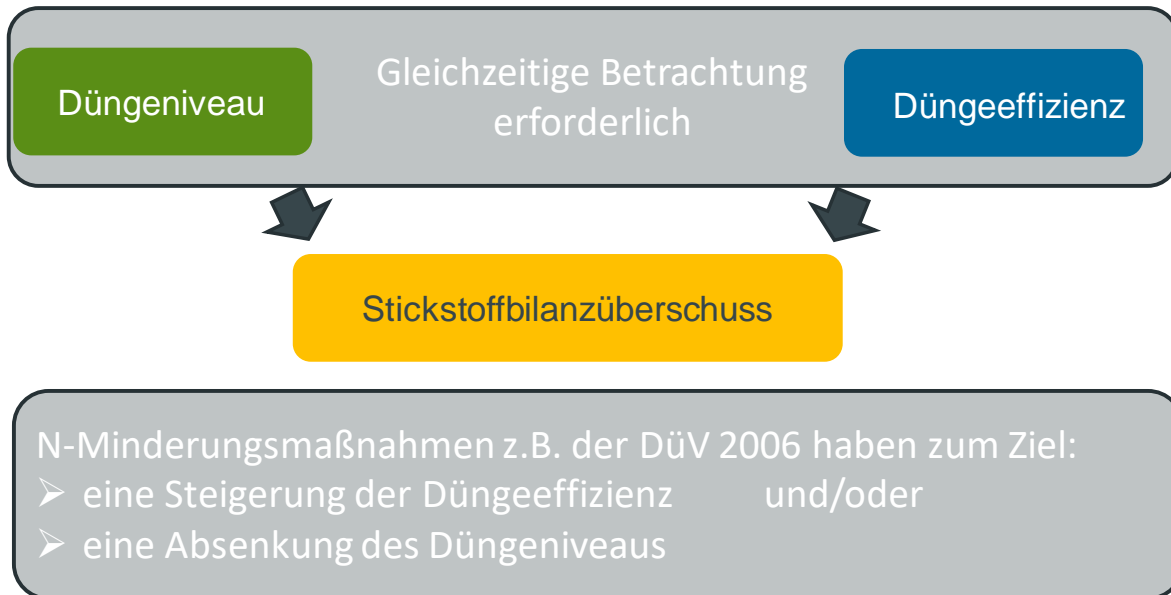 Düngeniveau
Gleichzeitige Betrachtung
erforderlich
Düngeeffizienz
Stickstoffbilanzüberschuss
N-Minderungsmaßnahmen z.B. der DüV 2006 haben zum Ziel:
➢ eine Steigerung der Düngeeffizienz und/oder
➢ eine Absenkung des Düngeniveaus